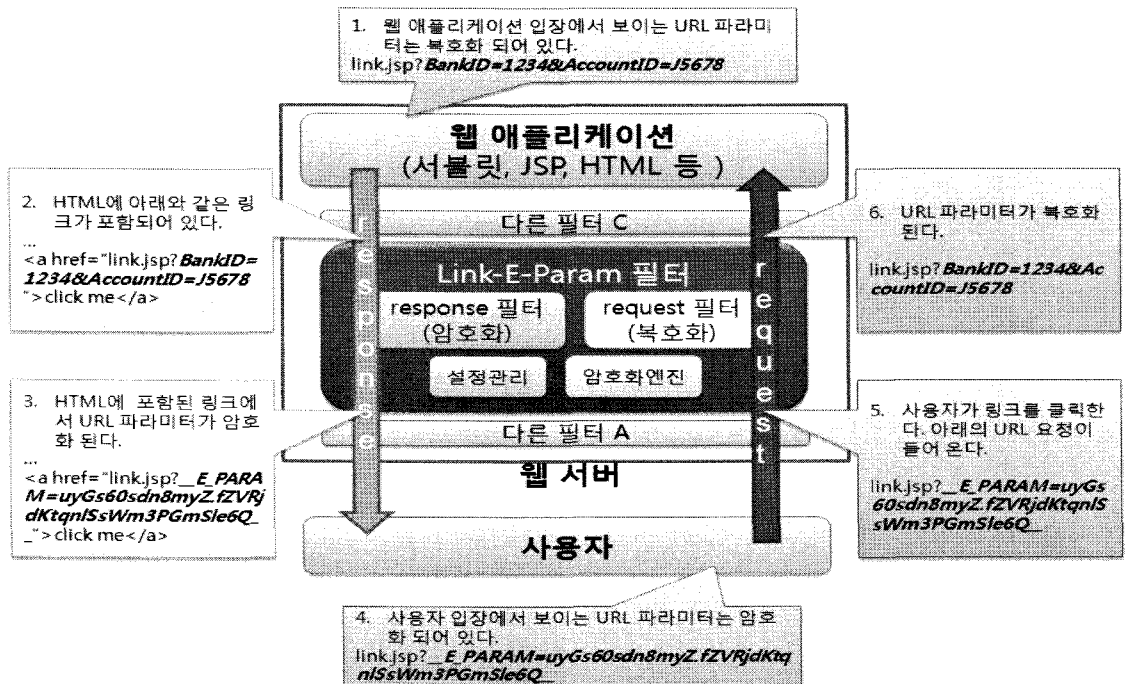 1. 웹 애플리케이션 입장에서 보이는 URL 파라미
터는 복호화 되어 있다.
link.jsp?BankID=1234&AccountID=J5678
웹 애플리케이션
(서블릿, JSP, HTML 등 )
2. HTML에 아래와 같은 링
크가 포함되어 있다.
...
<a href="link.jsp?BankID=
1234&AccountID=J5678
">click me</a>
다른 필터 C
6. URL 파라미터가 복호화
된다.
link.jsp?BankID=1234&Ac
countID=J5678
Link-E-Param 필터
response 필터
(암호화)
request 필터
(복호화)
설정관리
암호화엔진
response
request
3. HTML에 포함된 링크에
서 URL 파라미터가 암호
화 된다.
...
<a href="link.jsp?__E_PARA
M=uyGs60sdn8myZ.fZVRj
dKtqnlSsWm3PGmSle6Q_
_">click me</a>
다른 필터 A
웹 서버
5. 사용자가 링크를 클릭한
다. 아래의 URL 요청이
들어 온다.
link.jsp?__E_PARAM=uyGs
60sdn8myZ.fZVRjdKtqnlS
sWm3PGmSle6Q__
사용자
4. 사용자 입장에서 보이는 URL 파라미터는 암호
화 되어 있다.
link.jsp?__E_PARAM=uyGs60sdn8myZ.fZVRjdKtq
nlSsWm3PGmSle6Q__